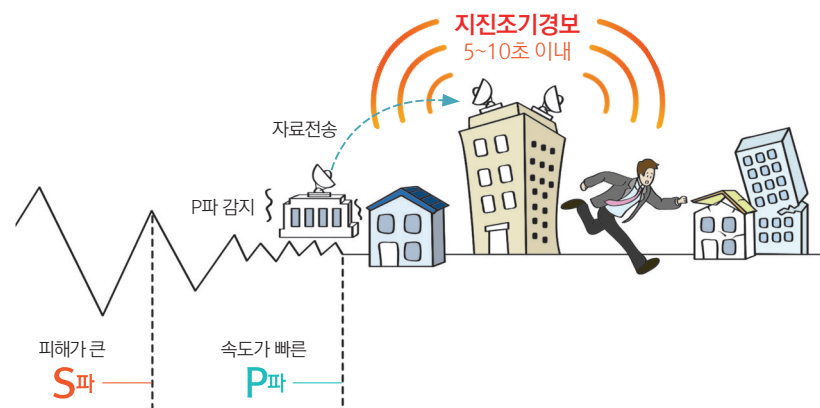 지진조기경보
5~10초 이내
자료전송
P파 감지
피해가 큰
S파
속도가 빠른
P파